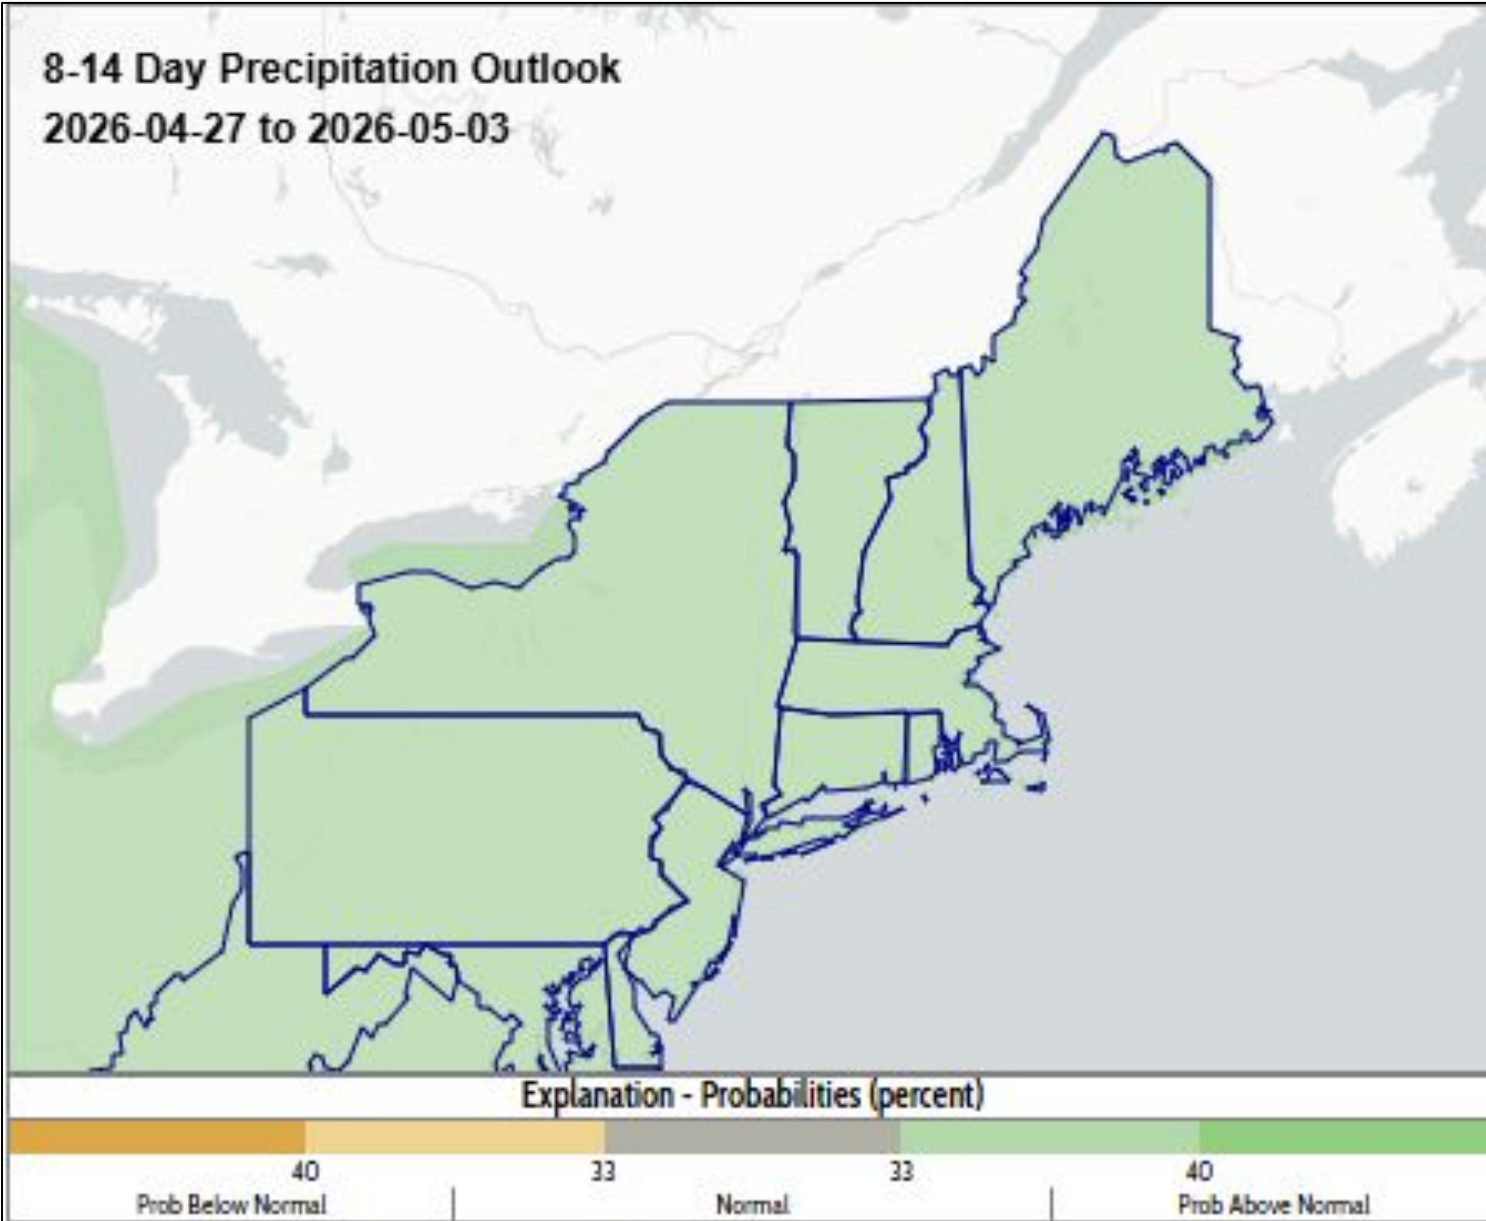 8-14 Day Precipitation Outlook
2026-04-27 to 2026-05-03
Explanation - Probabilities (percent)
40 33 33 40
Prob Below Normal Normal Prob Above Normal